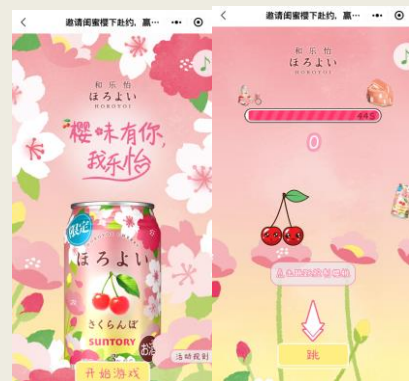 邀请闺蜜樱下赴约，赢…
和乐怡
ほろよい
HOROYOI
樱味有你，
我乐怡
限定
ほろよい
さくらんぼ
SUNTORY
お酒
活动规则
开始游戏
邀请闺蜜樱下赴约，赢…
和乐怡
ほろよい
HOROYOI
445
0
跳